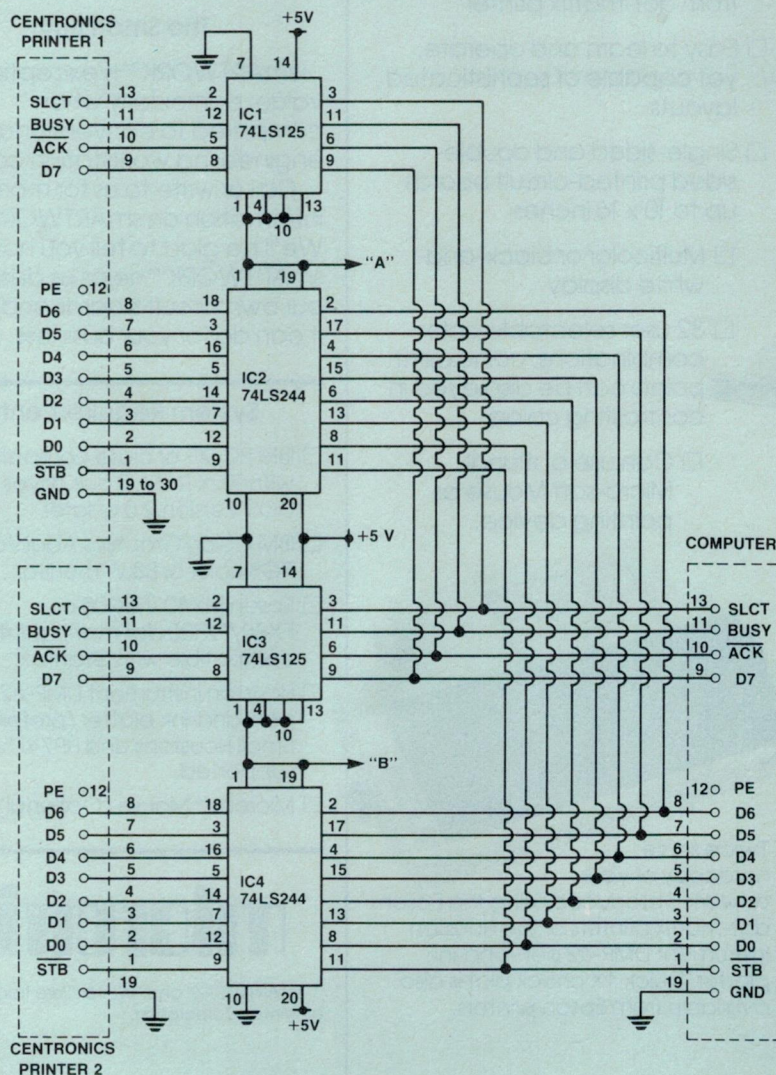 CENTRONICS
PRINTER 1
+5V
7 14
SLCT 13 2 3
BUSY 11 12 11
ACK 10 5 6
D7 9 8 9
IC1
74LS125
1 4 10 13
1 19 "A"
PE 12
D6 8 18 2
D5 7 3 17
D4 6 16 4
D3 5 5 15
D2 4 14 6
D1 3 7 13
D0 2 12 8
STB 1 9 11
GND 19 to 30
IC2
74LS244
10 20
+5 V
7 14
COMPUTER
SLCT 13 2 3 13 SLCT
BUSY 11 12 11 11 BUSY
ACK 10 5 6 10 ACK
D7 9 8 9 9 D7
IC3
74LS125
1 4 10 13
1 19 "B"
PE 12 12 PE
D6 8 18 2 8 D6
D5 7 3 17 7 D5
D4 6 16 4 6 D4
D3 5 5 15 5 D3
D2 4 14 4 D2
D1 3 7 13 3 D1
D0 2 12 8 2 D0
STB 1 9 11 1 STB
19 19 GND
IC4
74LS244
10 20
+5V
CENTRONICS
PRINTER 2